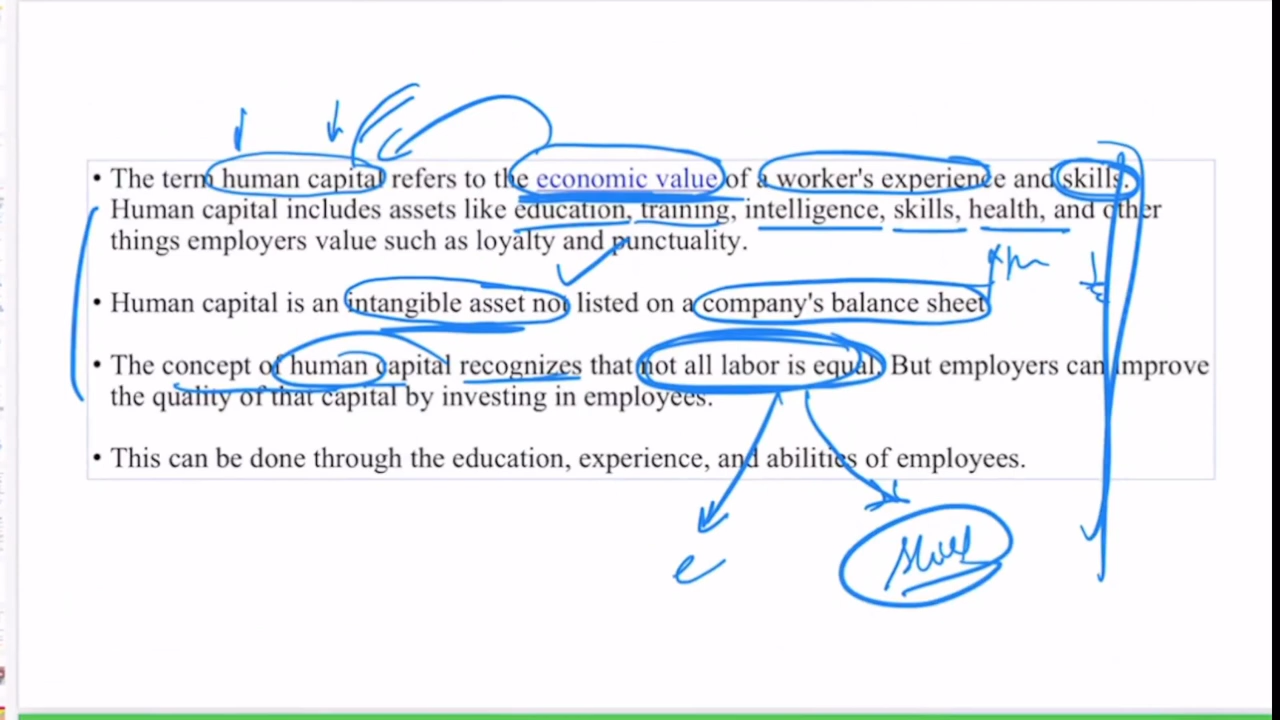 • The term human capital refers to the economic value of a worker's experience and skills.
Human capital includes assets like education, training, intelligence, skills, health, and other
things employers value such as loyalty and punctuality.
• Human capital is an intangible asset not listed on a company's balance sheet
• The concept of human capital recognizes that not all labor is equal. But employers can improve
the quality of that capital by investing in employees.
• This can be done through the education, experience, and abilities of employees.
e